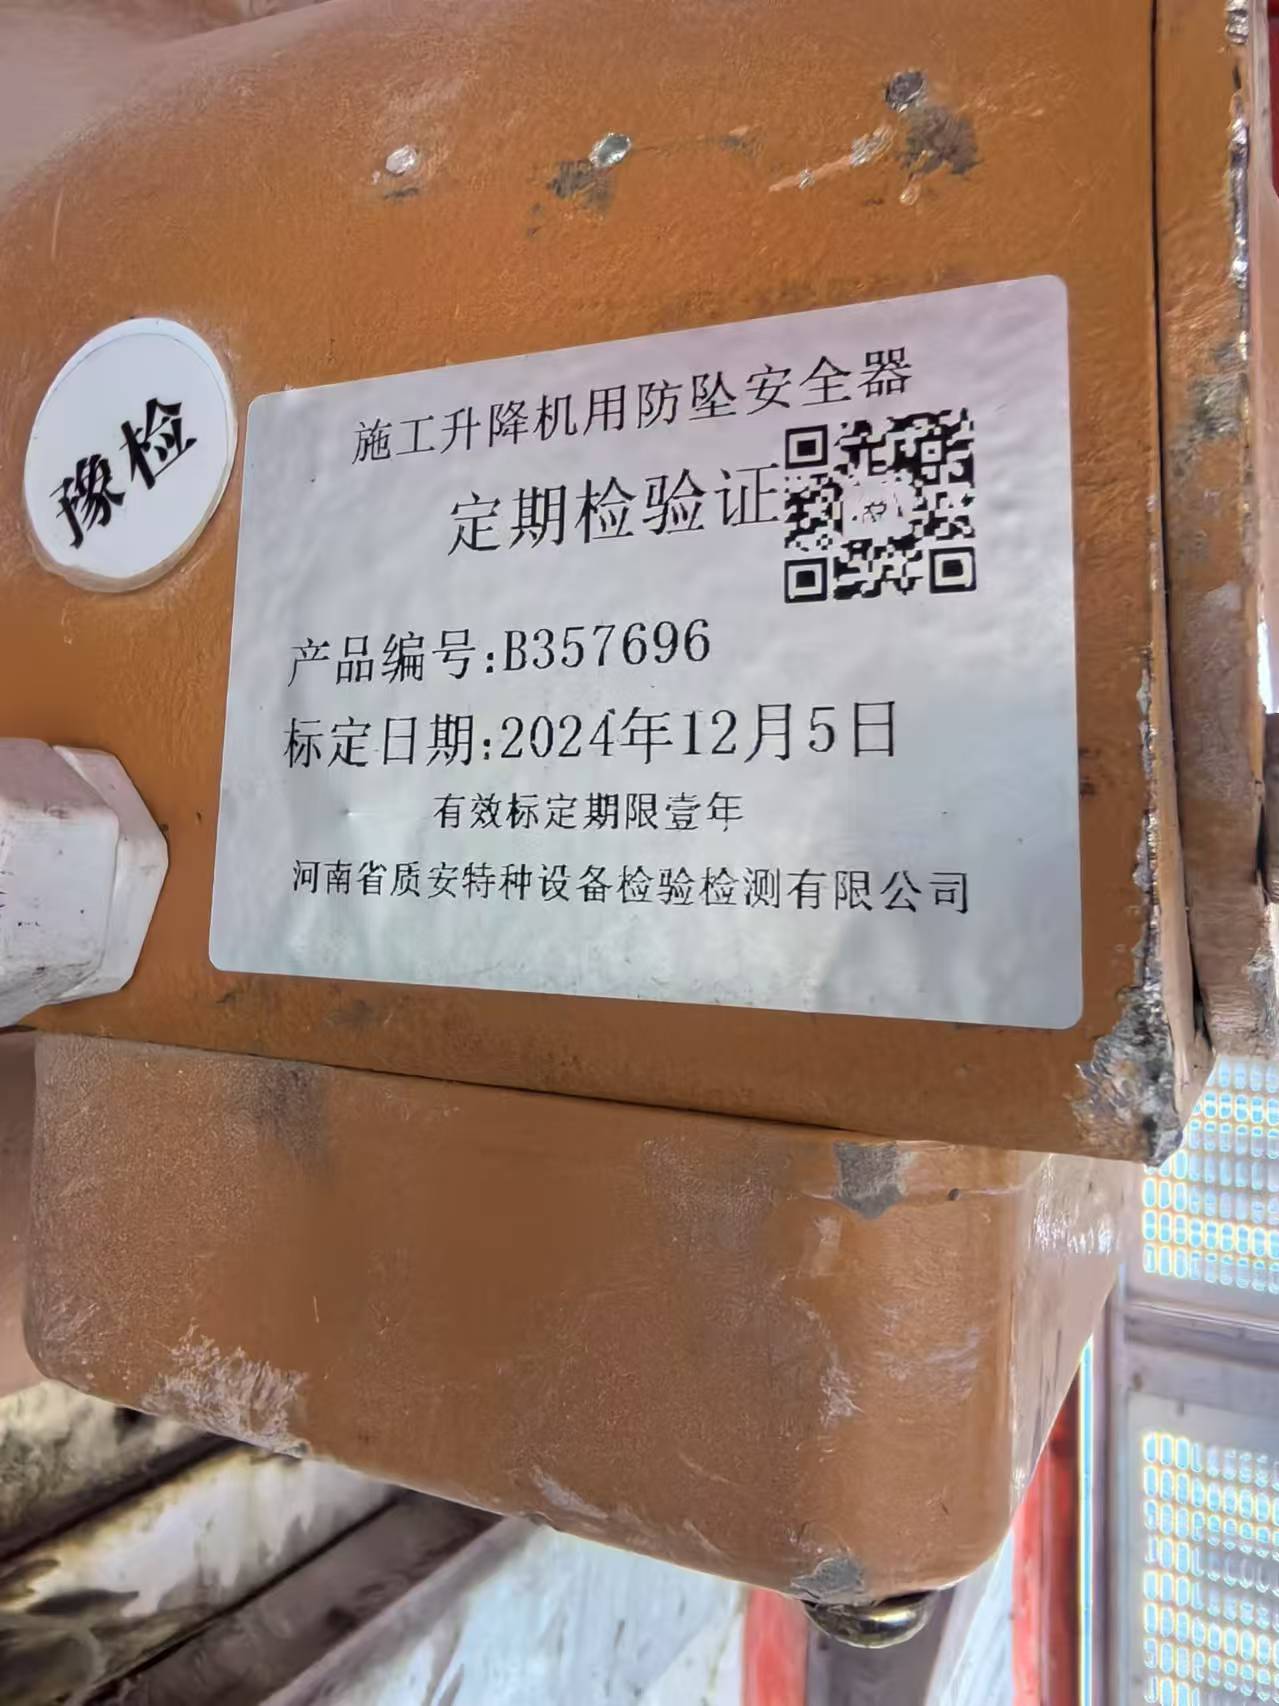 豫检
施工升降机用防坠安全器
定期检验证
产品编号:B357696
标定日期:2024年12月5日
有效标定期限壹年
河南省质安特种设备检验检测有限公司